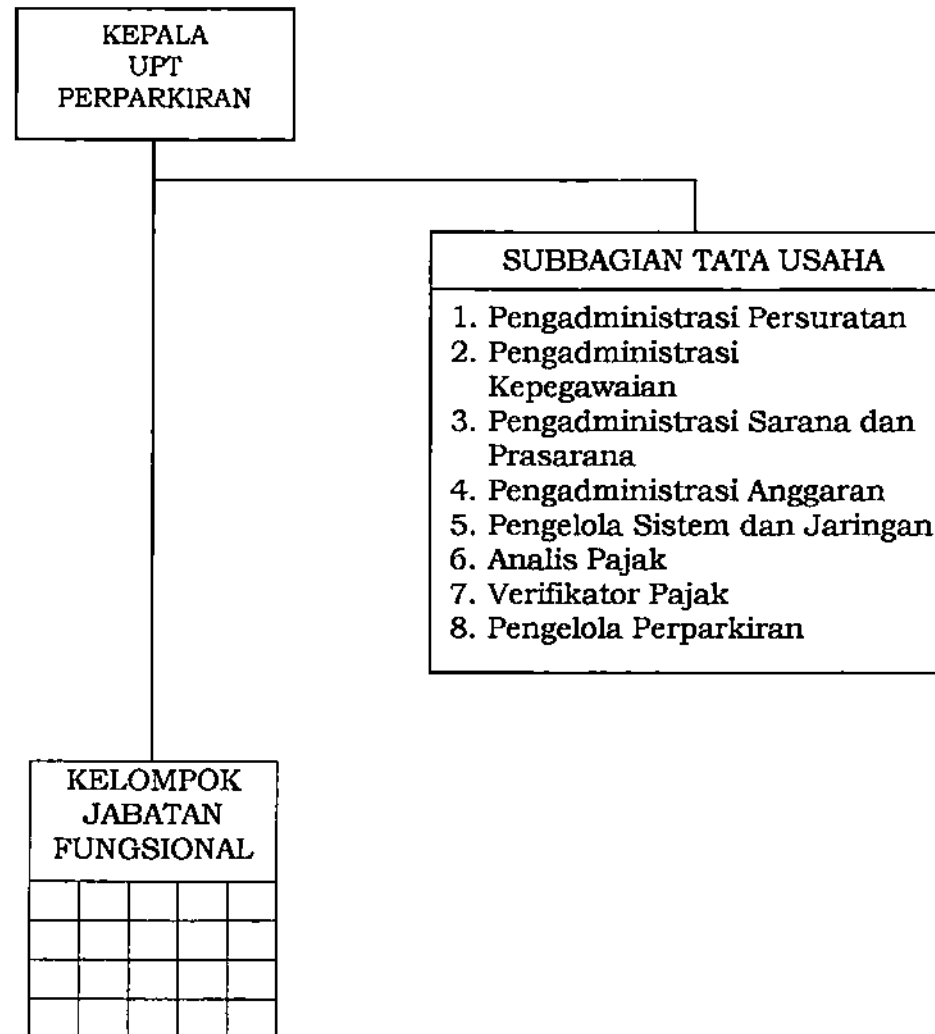 KEPALA
UPT
PERPARKIRAN
SUBBAGIAN TATA USAHA
1. Pengadministrasi Persuratan
2. Pengadministrasi
Kepegawaian
3. Pengadministrasi Sarana dan
Prasarana
4. Pengadministrasi Anggaran
5. Pengelola Sistem dan Jaringan
6. Analis Pajak
7. Verifikator Pajak
8. Pengelola Perparkiran
KELOMPOK
JABATAN
FUNGSIONAL